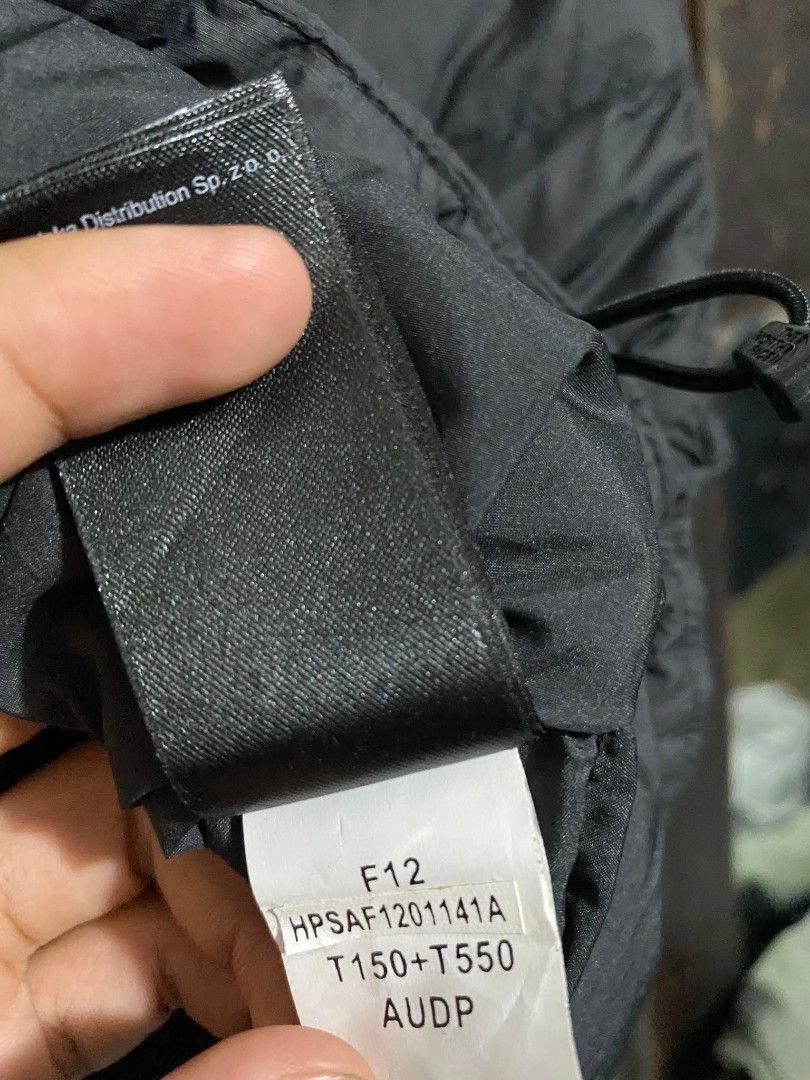 Distribution Sp. z o. o.
F12
HPSAF1201141A
T150+T550
AUDP